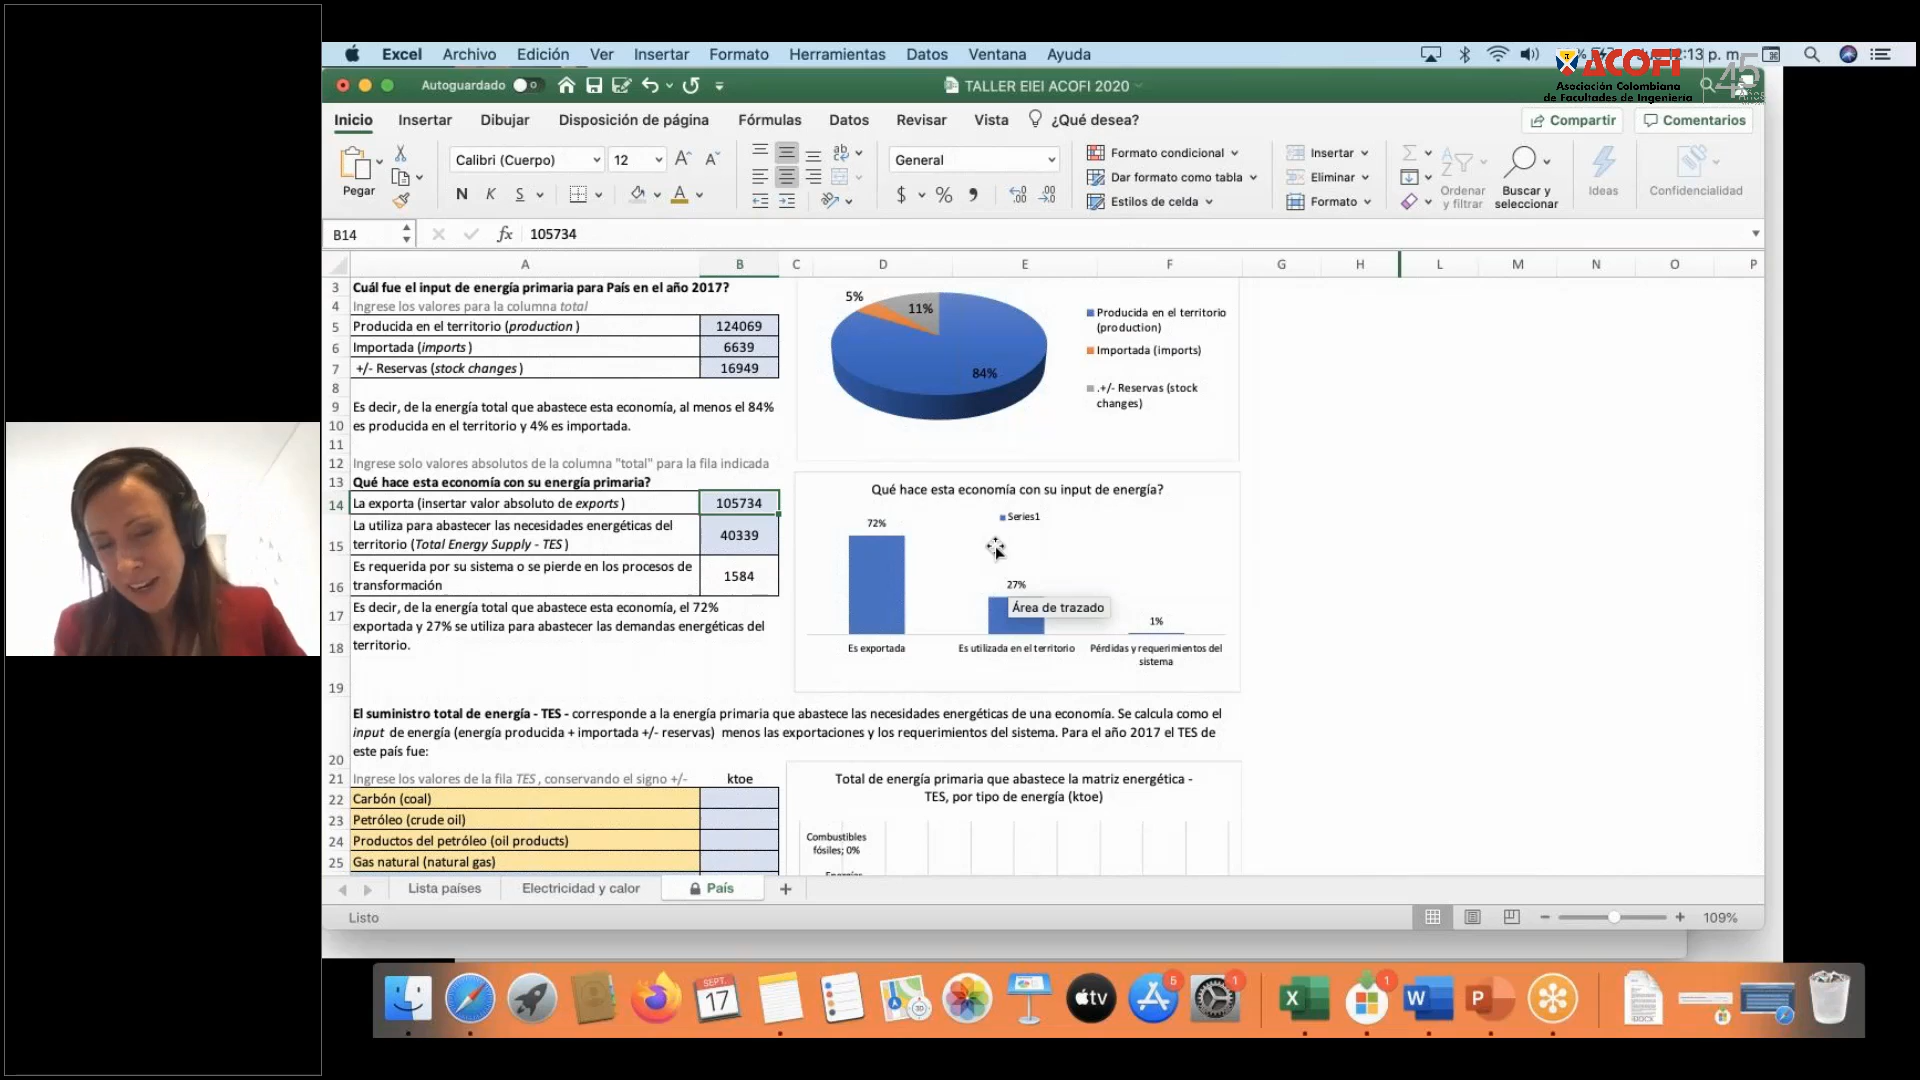 Excel Archivo Edición Ver Insertar Formato Herramientas Datos Ventana Ayuda
12:13 p. m
ACOFI
Asociación Colombiana
de Facultades de Ingeniería
45
Autoguardado
TALLER EIEI ACOFI 2020
Inicio Insertar Dibujar Disposición de página Fórmulas Datos Revisar Vista ¿Qué desea?
Compartir Comentarios
Pegar
Calibri (Cuerpo) 12
N K S
General
$ %
Formato condicional
Dar formato como tabla
Estilos de celda
Insertar
Eliminar
Formato
Ordenar
y filtrar
Buscar y
seleccionar
Ideas
Confidencialidad
B14 fx 105734
A B C D E F G H L M N O P
3 Cuál fue el input de energía primaria para País en el año 2017?
4 Ingrese los valores para la columna total
5 Producida en el territorio (production) 124069
6 Importada (imports) 6639
7 +/- Reservas (stock changes) 16949
8
9 Es decir, de la energía total que abastece esta economía, al menos el 84%
10 es producida en el territorio y 4% es importada.
11
12 Ingrese solo valores absolutos de la columna "total" para la fila indicada
13 Qué hace esta economía con su energía primaria?
14 La exporta (insertar valor absoluto de exports) 105734
La utiliza para abastecer las necesidades energéticas del
15 territorio (Total Energy Supply - TES) 40339
Es requerida por su sistema o se pierde en los procesos de
16 transformación 1584
17 Es decir, de la energía total que abastece esta economía, el 72%
exportada y 27% se utiliza para abastecer las demandas energéticas del
18 territorio.
19
5%
11%
84%
Producida en el territorio
(production)
Importada (imports)
.+/- Reservas (stock
changes)
Qué hace esta economía con su input de energía?
Series1
72%
27%
1%
Área de trazado
Es exportada
Es utilizada en el territorio
Pérdidas y requerimientos del
sistema
El suministro total de energía - TES - corresponde a la energía primaria que abastece las necesidades energéticas de una economía. Se calcula como el
input de energía (energía producida + importada +/- reservas) menos las exportaciones y los requerimientos del sistema. Para el año 2017 el TES de
20 este país fue:
21 Ingrese los valores de la fila TES, conservando el signo +/- ktoe
22 Carbón (coal)
23 Petróleo (crude oil)
24 Productos del petróleo (oil products)
25 Gas natural (natural gas)
Total de energía primaria que abastece la matriz energética -
TES, por tipo de energía (ktoe)
Combustibles
fósiles; 0%
Lista países Electricidad y calor País +
Listo
109%
SEPT.
17
tv
5
1
X
1
W
P
DOCX